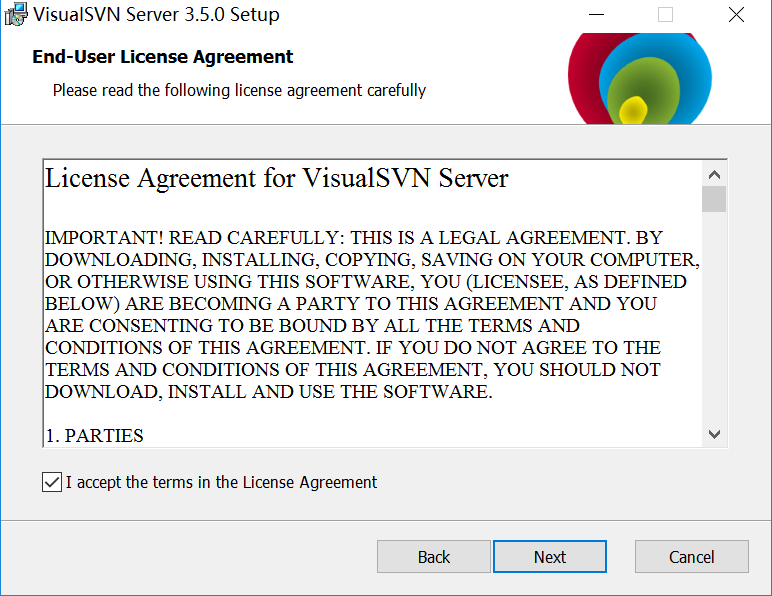 VisualSVN Server 3.5.0 Setup
End-User License Agreement
Please read the following license agreement carefully
License Agreement for VisualSVN Server
IMPORTANT! READ CAREFULLY: THIS IS A LEGAL AGREEMENT. BY
DOWNLOADING, INSTALLING, COPYING, SAVING ON YOUR COMPUTER,
OR OTHERWISE USING THIS SOFTWARE, YOU (LICENSEE, AS DEFINED
BELOW) ARE BECOMING A PARTY TO THIS AGREEMENT AND YOU
ARE CONSENTING TO BE BOUND BY ALL THE TERMS AND
CONDITIONS OF THIS AGREEMENT. IF YOU DO NOT AGREE TO THE
TERMS AND CONDITIONS OF THIS AGREEMENT, YOU SHOULD NOT
DOWNLOAD, INSTALL AND USE THE SOFTWARE.
1. PARTIES
I accept the terms in the License Agreement
Back Next Cancel